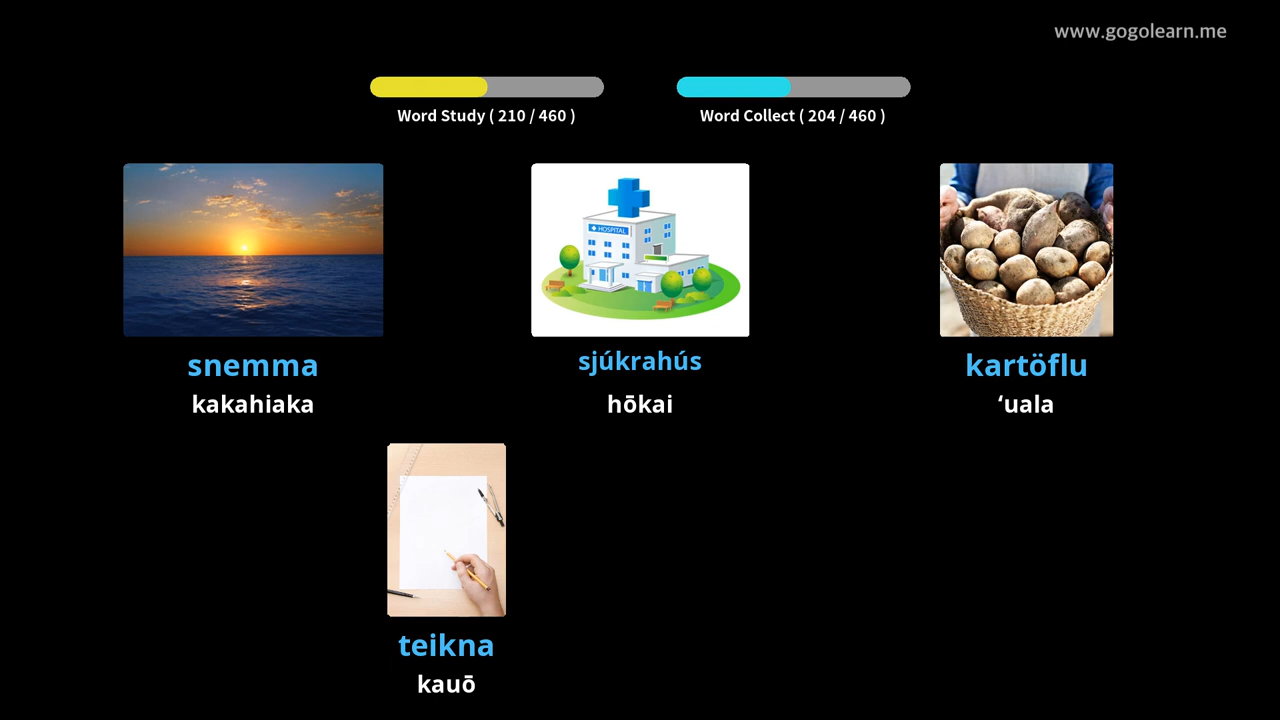 www.gogolearn.me
Word Study ( 210 / 460 )
Word Collect ( 204 / 460 )
HOSPITAL
snemma
sjúkrahús
kartöflu
kakahiaka
hōkai
ʻuala
teikna
kauō